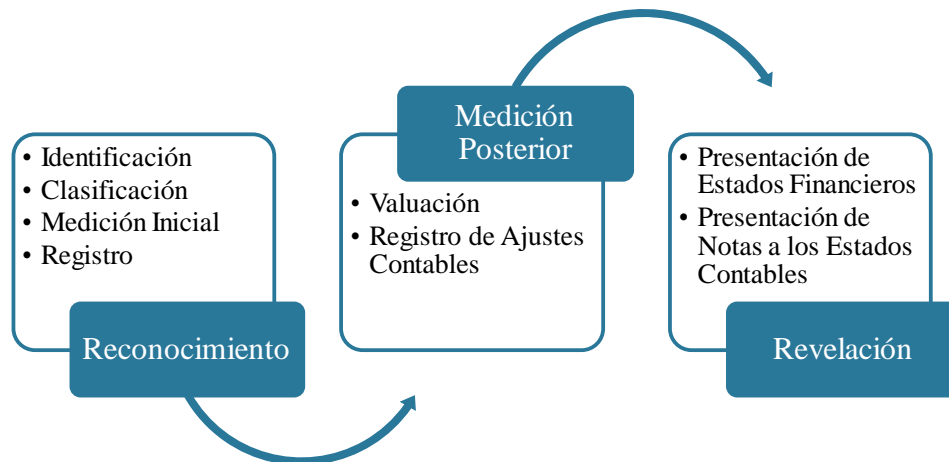 • Identificación
• Clasificación
• Medición Inicial
• Registro
Reconocimiento
Medición
Posterior
• Valuación
• Registro de Ajustes
Contables
• Presentación de
Estados Financieros
• Presentación de
Notas a los Estados
Contables
Revelación